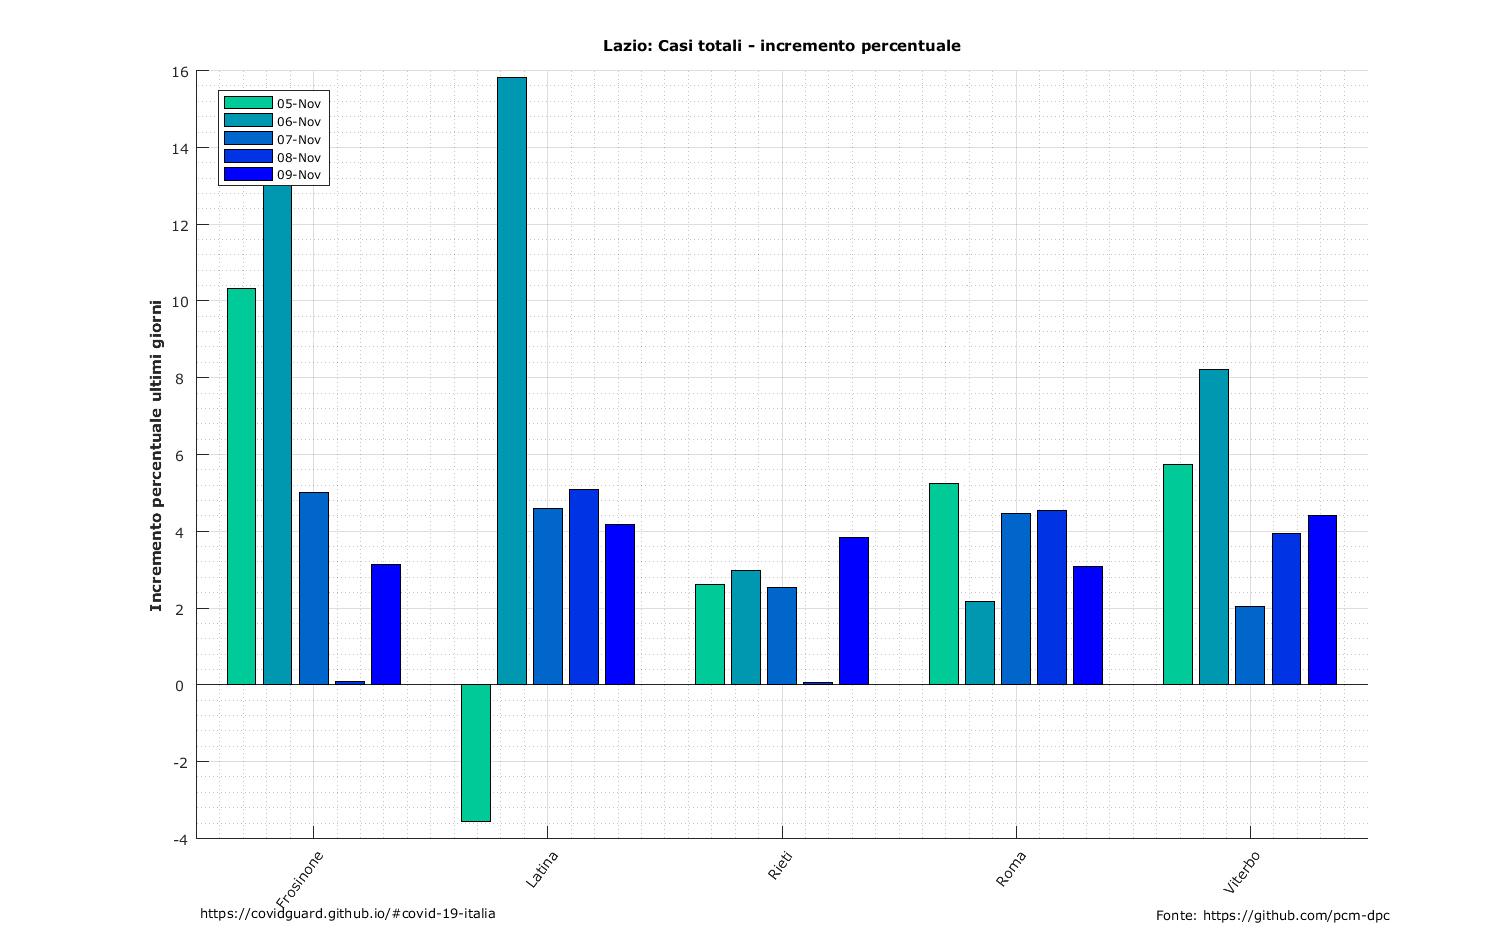 Lazio: Casi totali - incremento percentuale
Incremento percentuale ultimi giorni
16
14
12
10
8
6
4
2
0
-2
-4
05-Nov
06-Nov
07-Nov
08-Nov
09-Nov
Frosinone
Latina
Rieti
Roma
Viterbo
https://covidguard.github.io/#covid-19-italia
Fonte: https://github.com/pcm-dpc